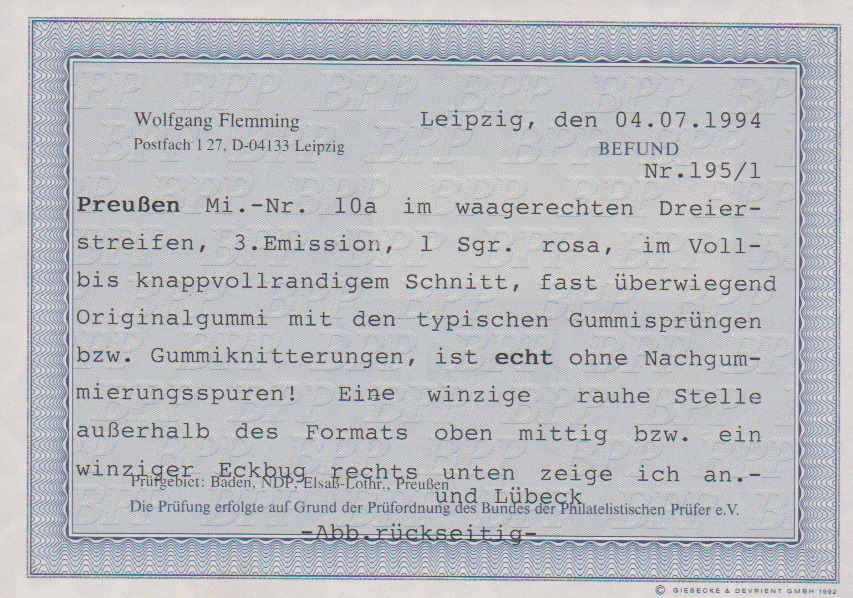 Wolfgang Flemming
Leipzig, den 04.07.1994
Postfach 127, D-04133 Leipzig
BEFUND
Nr.195/1
Preußen Mi.-Nr. 10a im waagerechten Dreier-
streifen, 3.Emission, 1 Sgr. rosa, im Voll-
bis knappvollrandigem Schnitt, fast überwiegend
Originalgummi mit den typischen Gummisprüngen
bzw. Gummiknitterungen, ist echt ohne Nachgum-
mierungsspuren! Eine winzige rauhe Stelle
außerhalb des Formats oben mittig bzw. ein
winziger Eckbug rechts unten zeige ich an.-
Prüfgebiet: Baden, NDP, Elsaß-Lothr., Preußen
und Lübeck
Die Prüfung erfolgte auf Grund der Prüfordnung des Bundes der Philatelistischen Prüfer e.V.
-Abb.rückseitig-
© GIESECKE & DEVRIENT GMBH 1992